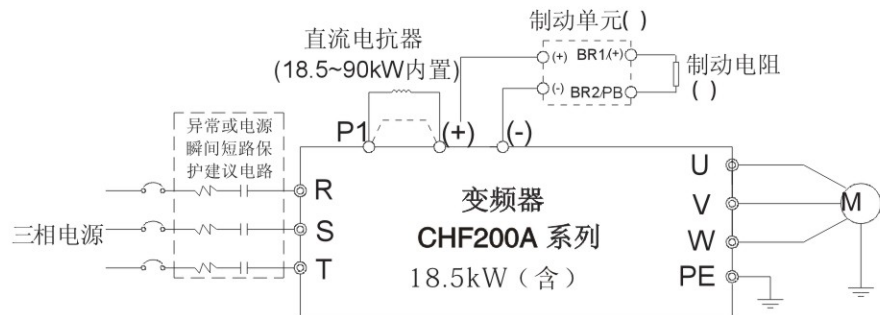 制动单元( )
直流电抗器
(18.5~90kW内置)
(+) BR1/(+)
(-) BR2/PB
制动电阻
( )
异常或电源
瞬间短路保
护建议电路
P1 (+) (-)
三相电源
R
S
T
变频器
CHF200A 系列
18.5kW（含）
U
V
W
PE
M